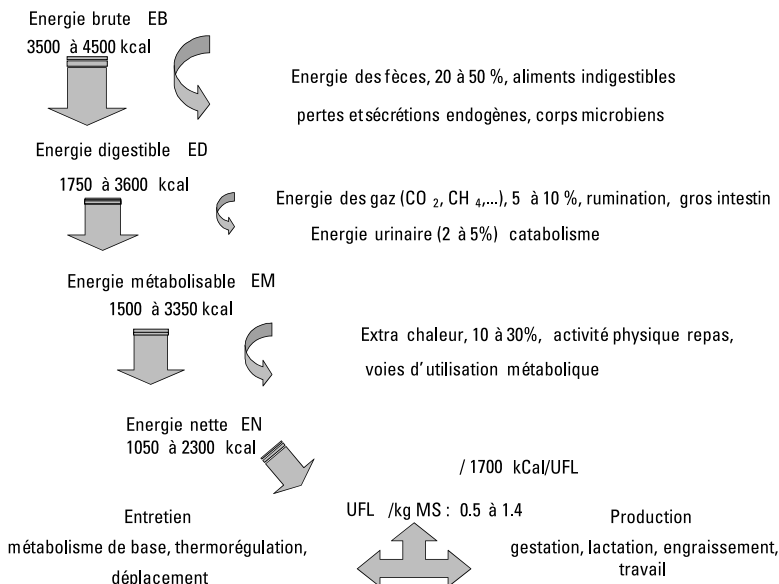 Energie brute EB
3500 à 4500 kcal
Energie des fèces, 20 à 50 %, aliments indigestibles
pertes et sécrétions endogènes, corps microbiens
Energie digestible ED
1750 à 3600 kcal
Energie des gaz (CO 2, CH 4,...), 5 à 10 %, rumination, gros intestin
Energie urinaire (2 à 5%) catabolisme
Energie métabolisable EM
1500 à 3350 kcal
Extra chaleur, 10 à 30%, activité physique repas,
voies d'utilisation métabolique
Energie nette EN
1050 à 2300 kcal
/ 1700 kCal/UFL
UFL /kg MS : 0.5 à 1.4
Entretien
métabolisme de base, thermorégulation,
déplacement
Production
gestation, lactation, engraissement,
travail